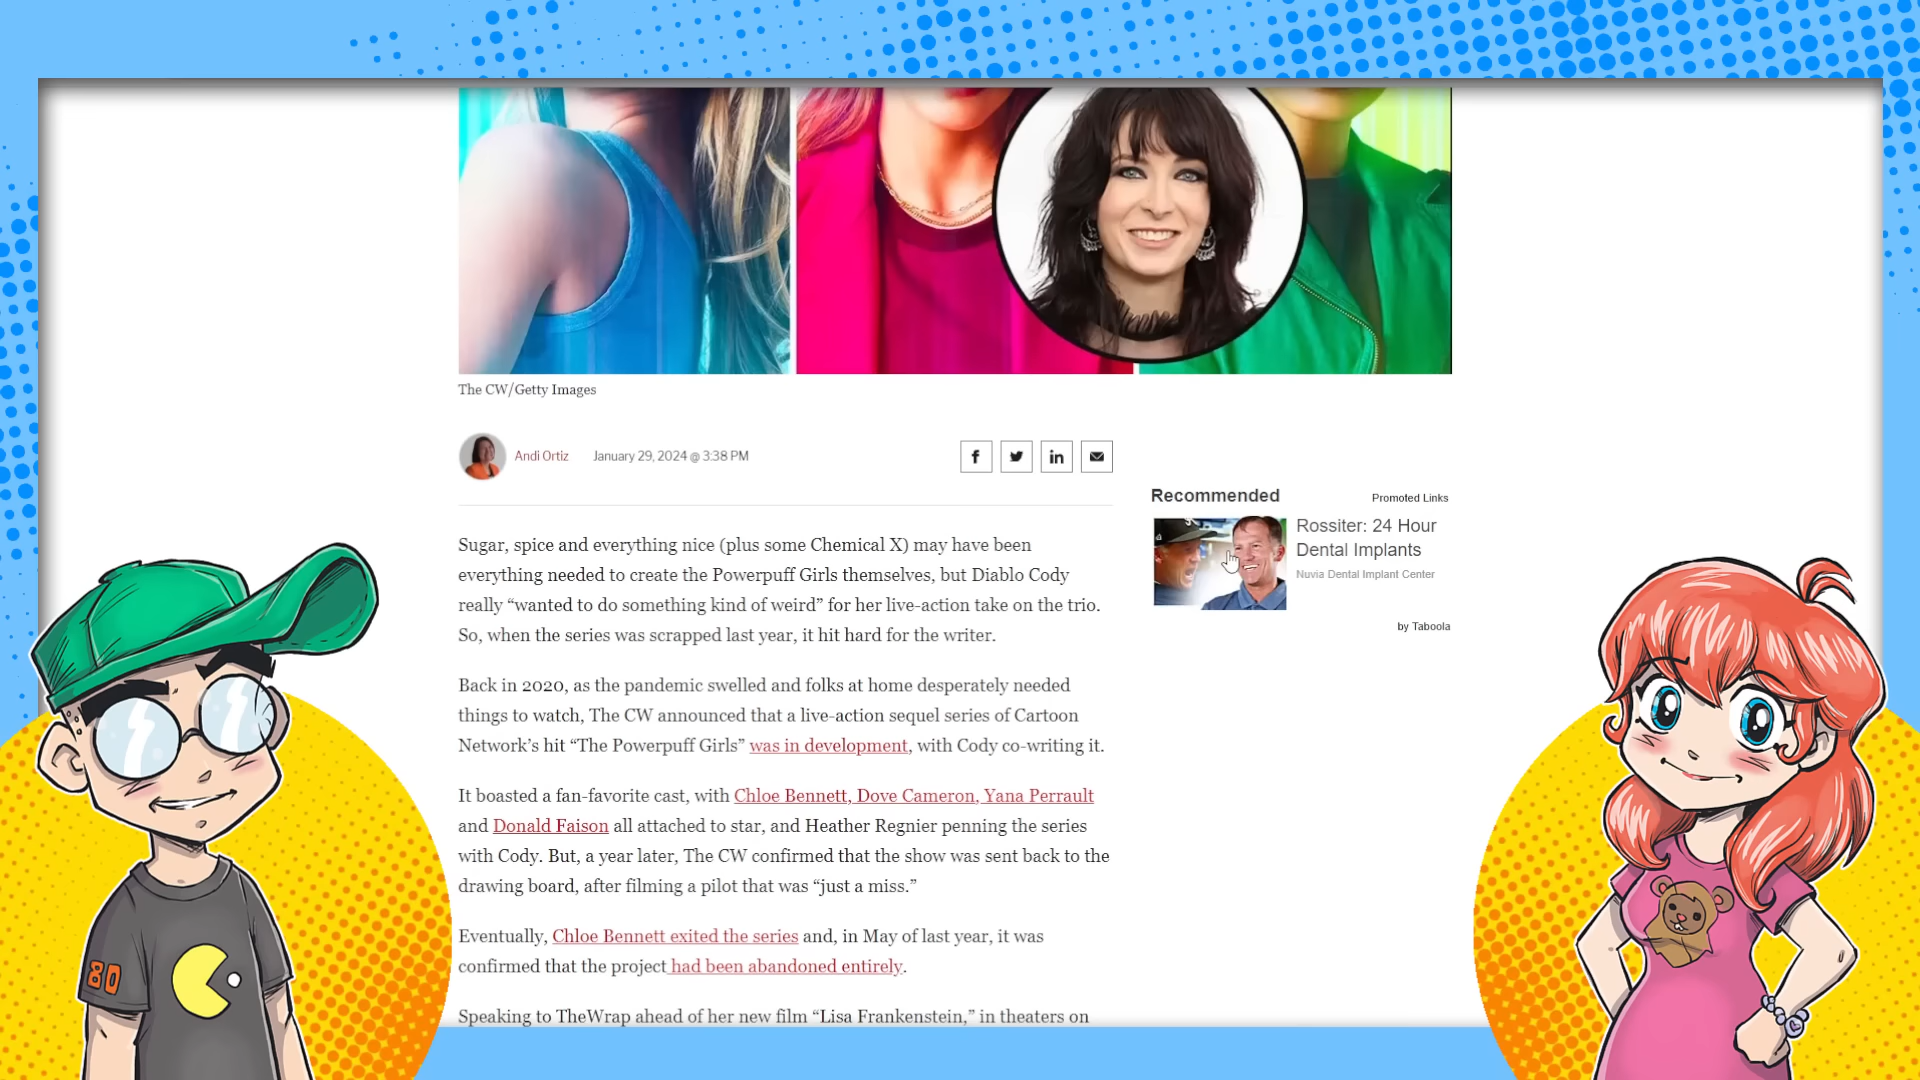 The CW/Getty Images
Andi Ortiz January 29, 2024 @ 3:38 PM
Recommended
Promoted Links
Rossiter: 24 Hour
Dental Implants
Nuvia Dental Implant Center
by Taboola
Sugar, spice and everything nice (plus some Chemical X) may have been
everything needed to create the Powerpuff Girls themselves, but Diablo Cody
really “wanted to do something kind of weird” for her live-action take on the trio.
So, when the series was scrapped last year, it hit hard for the writer.
Back in 2020, as the pandemic swelled and folks at home desperately needed
things to watch, The CW announced that a live-action sequel series of Cartoon
Network’s hit “The Powerpuff Girls” was in development, with Cody co-writing it.
It boasted a fan-favorite cast, with Chloe Bennett, Dove Cameron, Yana Perrault
and Donald Faison all attached to star, and Heather Regnier penning the series
with Cody. But, a year later, The CW confirmed that the show was sent back to the
drawing board, after filming a pilot that was “just a miss.”
Eventually, Chloe Bennett exited the series and, in May of last year, it was
confirmed that the project had been abandoned entirely.
Speaking to TheWrap ahead of her new film “Lisa Frankenstein,” in theaters on
80